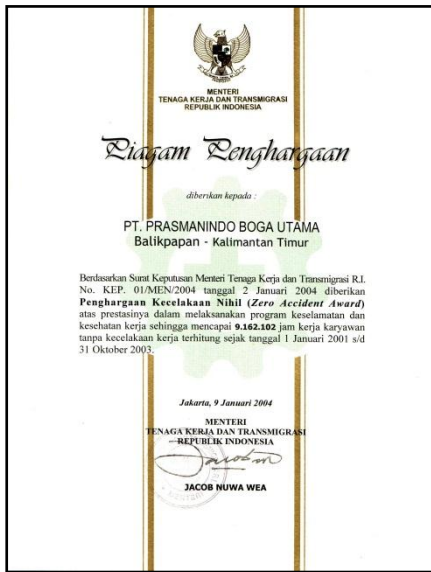 MENTERI
TENAGA KERJA DAN TRANSMIGRASI
REPUBLIK INDONESIA
Piagam Penghargaan
diberikan kepada :
PT. PRASMANINDO BOGA UTAMA
Balikpapan - Kalimantan Timur
Berdasarkan Surat Keputusan Menteri Tenaga Kerja dan Transmigrasi R.I.
No. KEP. 01/MEN/2004 tanggal 2 Januari 2004 diberikan
Penghargaan Kecelakaan Nihil (Zero Accident Award)
atas prestasinya dalam melaksanakan program keselamatan dan
kesehatan kerja sehingga mencapai 9.162.102 jam kerja karyawan
tanpa kecelakaan kerja terhitung sejak tanggal 1 Januari 2001 s/d
31 Oktober 2003.
Jakarta, 9 Januari 2004
MENTERI
TENAGA KERJA DAN TRANSMIGRASI
REPUBLIK INDONESIA
JACOB NUWA WEA